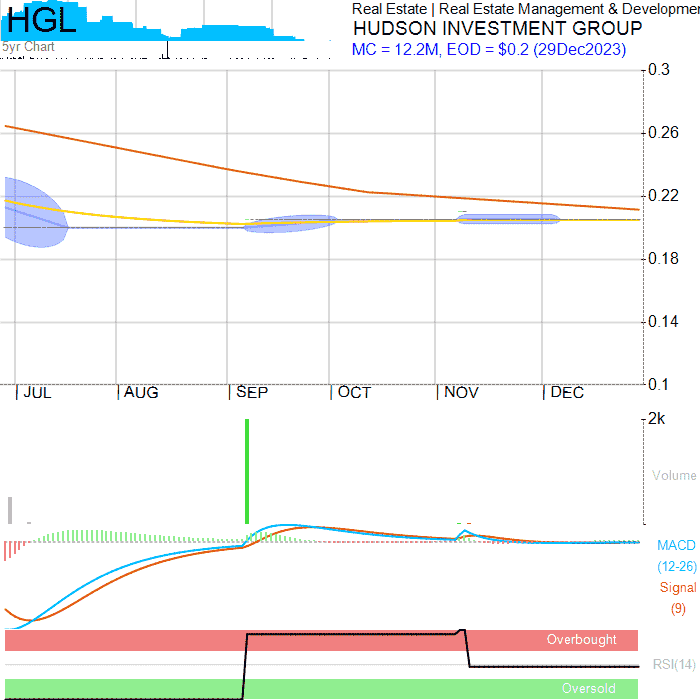 HGL
Real Estate | Real Estate Management & Developmen
HUDSON INVESTMENT GROUP
5yr Chart
MC = 12.2M, EOD = $0.2 (29Dec2023)
0.3
0.26
0.22
0.18
0.14
0.1
JUL AUG SEP OCT NOV DEC
2k
Volume
MACD
(12-26)
Signal
(9)
Overbought
RSI(14)
Oversold